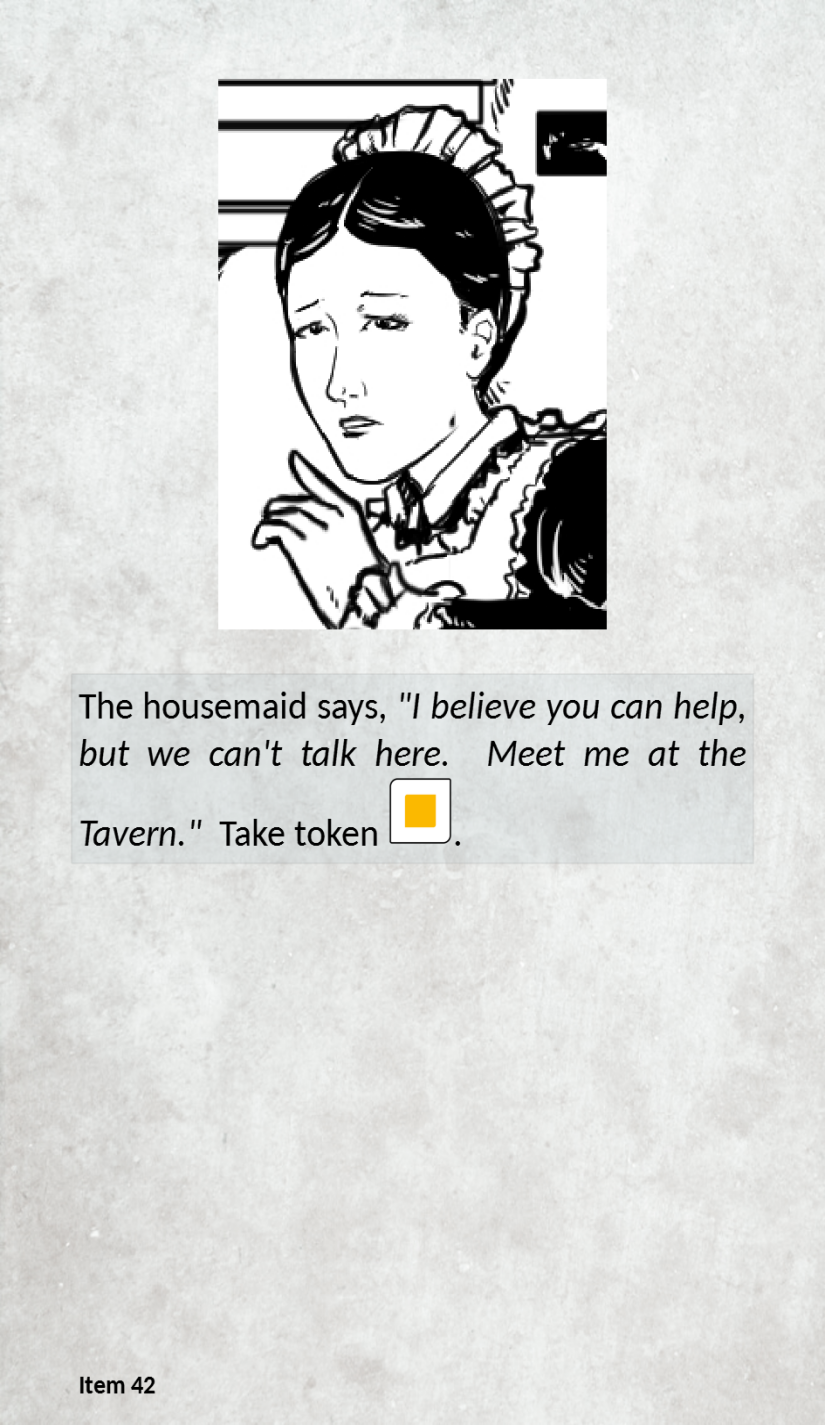 The housemaid says, "I believe you can help,
but we can't talk here. Meet me at the
Tavern." Take token .
Item 42